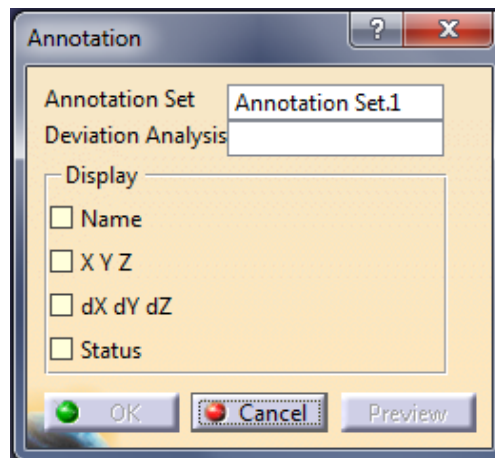 Annotation ?
Annotation Set Annotation Set.1
Deviation Analysis
Display
Name
X Y Z
dX dY dZ
Status
OK Cancel Preview